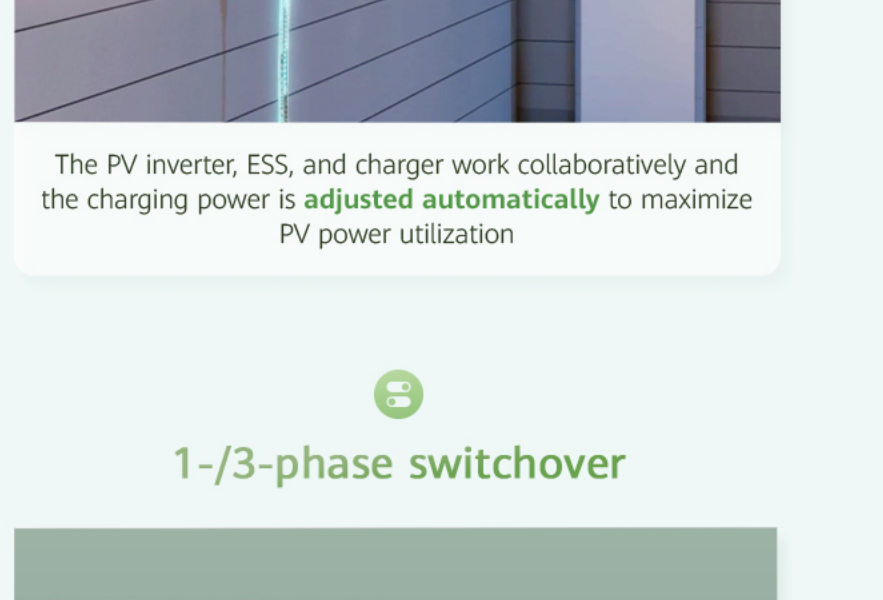 The PV inverter, ESS, and charger work collaboratively and
the charging power is adjusted automatically to maximize
PV power utilization
1-/3-phase switchover